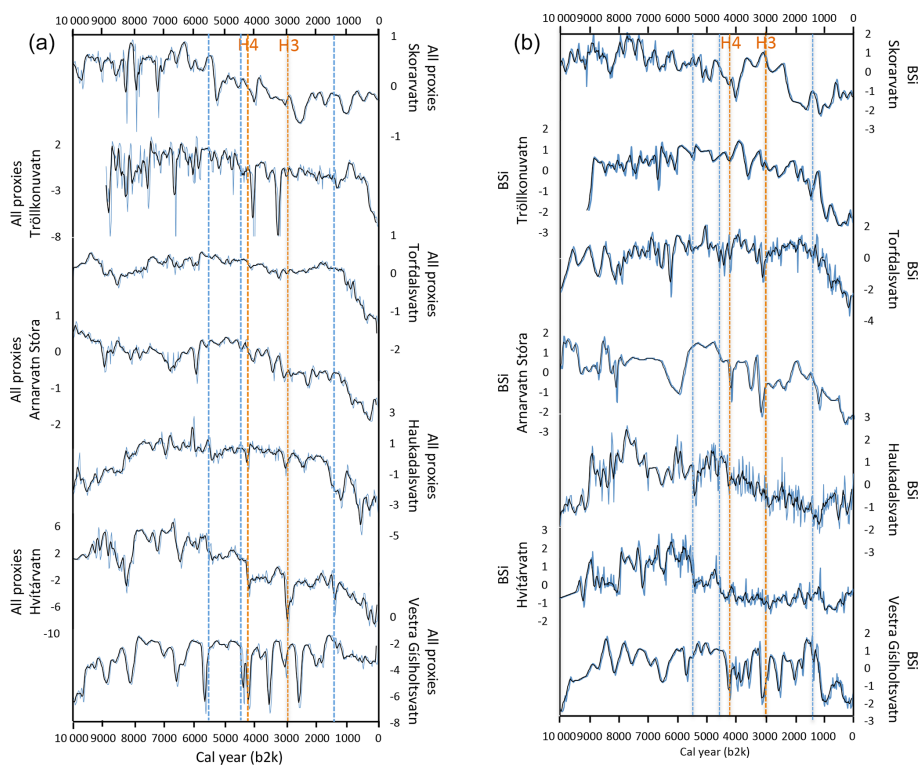 10 000 9000 8000 7000 6000 5000 4000 3000 2000 1000 0
(a)
H4 H3
1
0
-1
All proxies
Skorarvatn
2
-3
-8
All proxies
Tröllkonuvatn
1
0
-1
-2
All proxies
Torfdalsvatn
1
0
-1
-2
All proxies
Arnarvatn Stóra
3
1
-1
-3
-5
All proxies
Haukadalsvatn
6
2
-2
-6
-10
All proxies
Hvítárvatn
0
-2
-4
-6
-8
All proxies
Vestra Gíslholtsvatn
10 000 9000 8000 7000 6000 5000 4000 3000 2000 1000 0
Cal year (b2k)
10 000 9000 8000 7000 6000 5000 4000 3000 2000 1000 0
(b)
H4 H3
2
1
0
-1
-2
-3
BSi
Skorarvatn
2
1
0
-1
-2
-3
BSi
Tröllkonuvatn
2
0
-2
-4
BSi
Torfdalsvatn
2
1
0
-1
-2
-3
BSi
Arnarvatn Stóra
3
2
1
0
-1
-2
-3
BSi
Haukadalsvatn
3
2
1
0
-1
-2
BSi
Hvítárvatn
2
1
0
-1
-2
-3
BSi
Vestra Gíslholtsvatn
10 000 9000 8000 7000 6000 5000 4000 3000 2000 1000 0
Cal year (b2k)